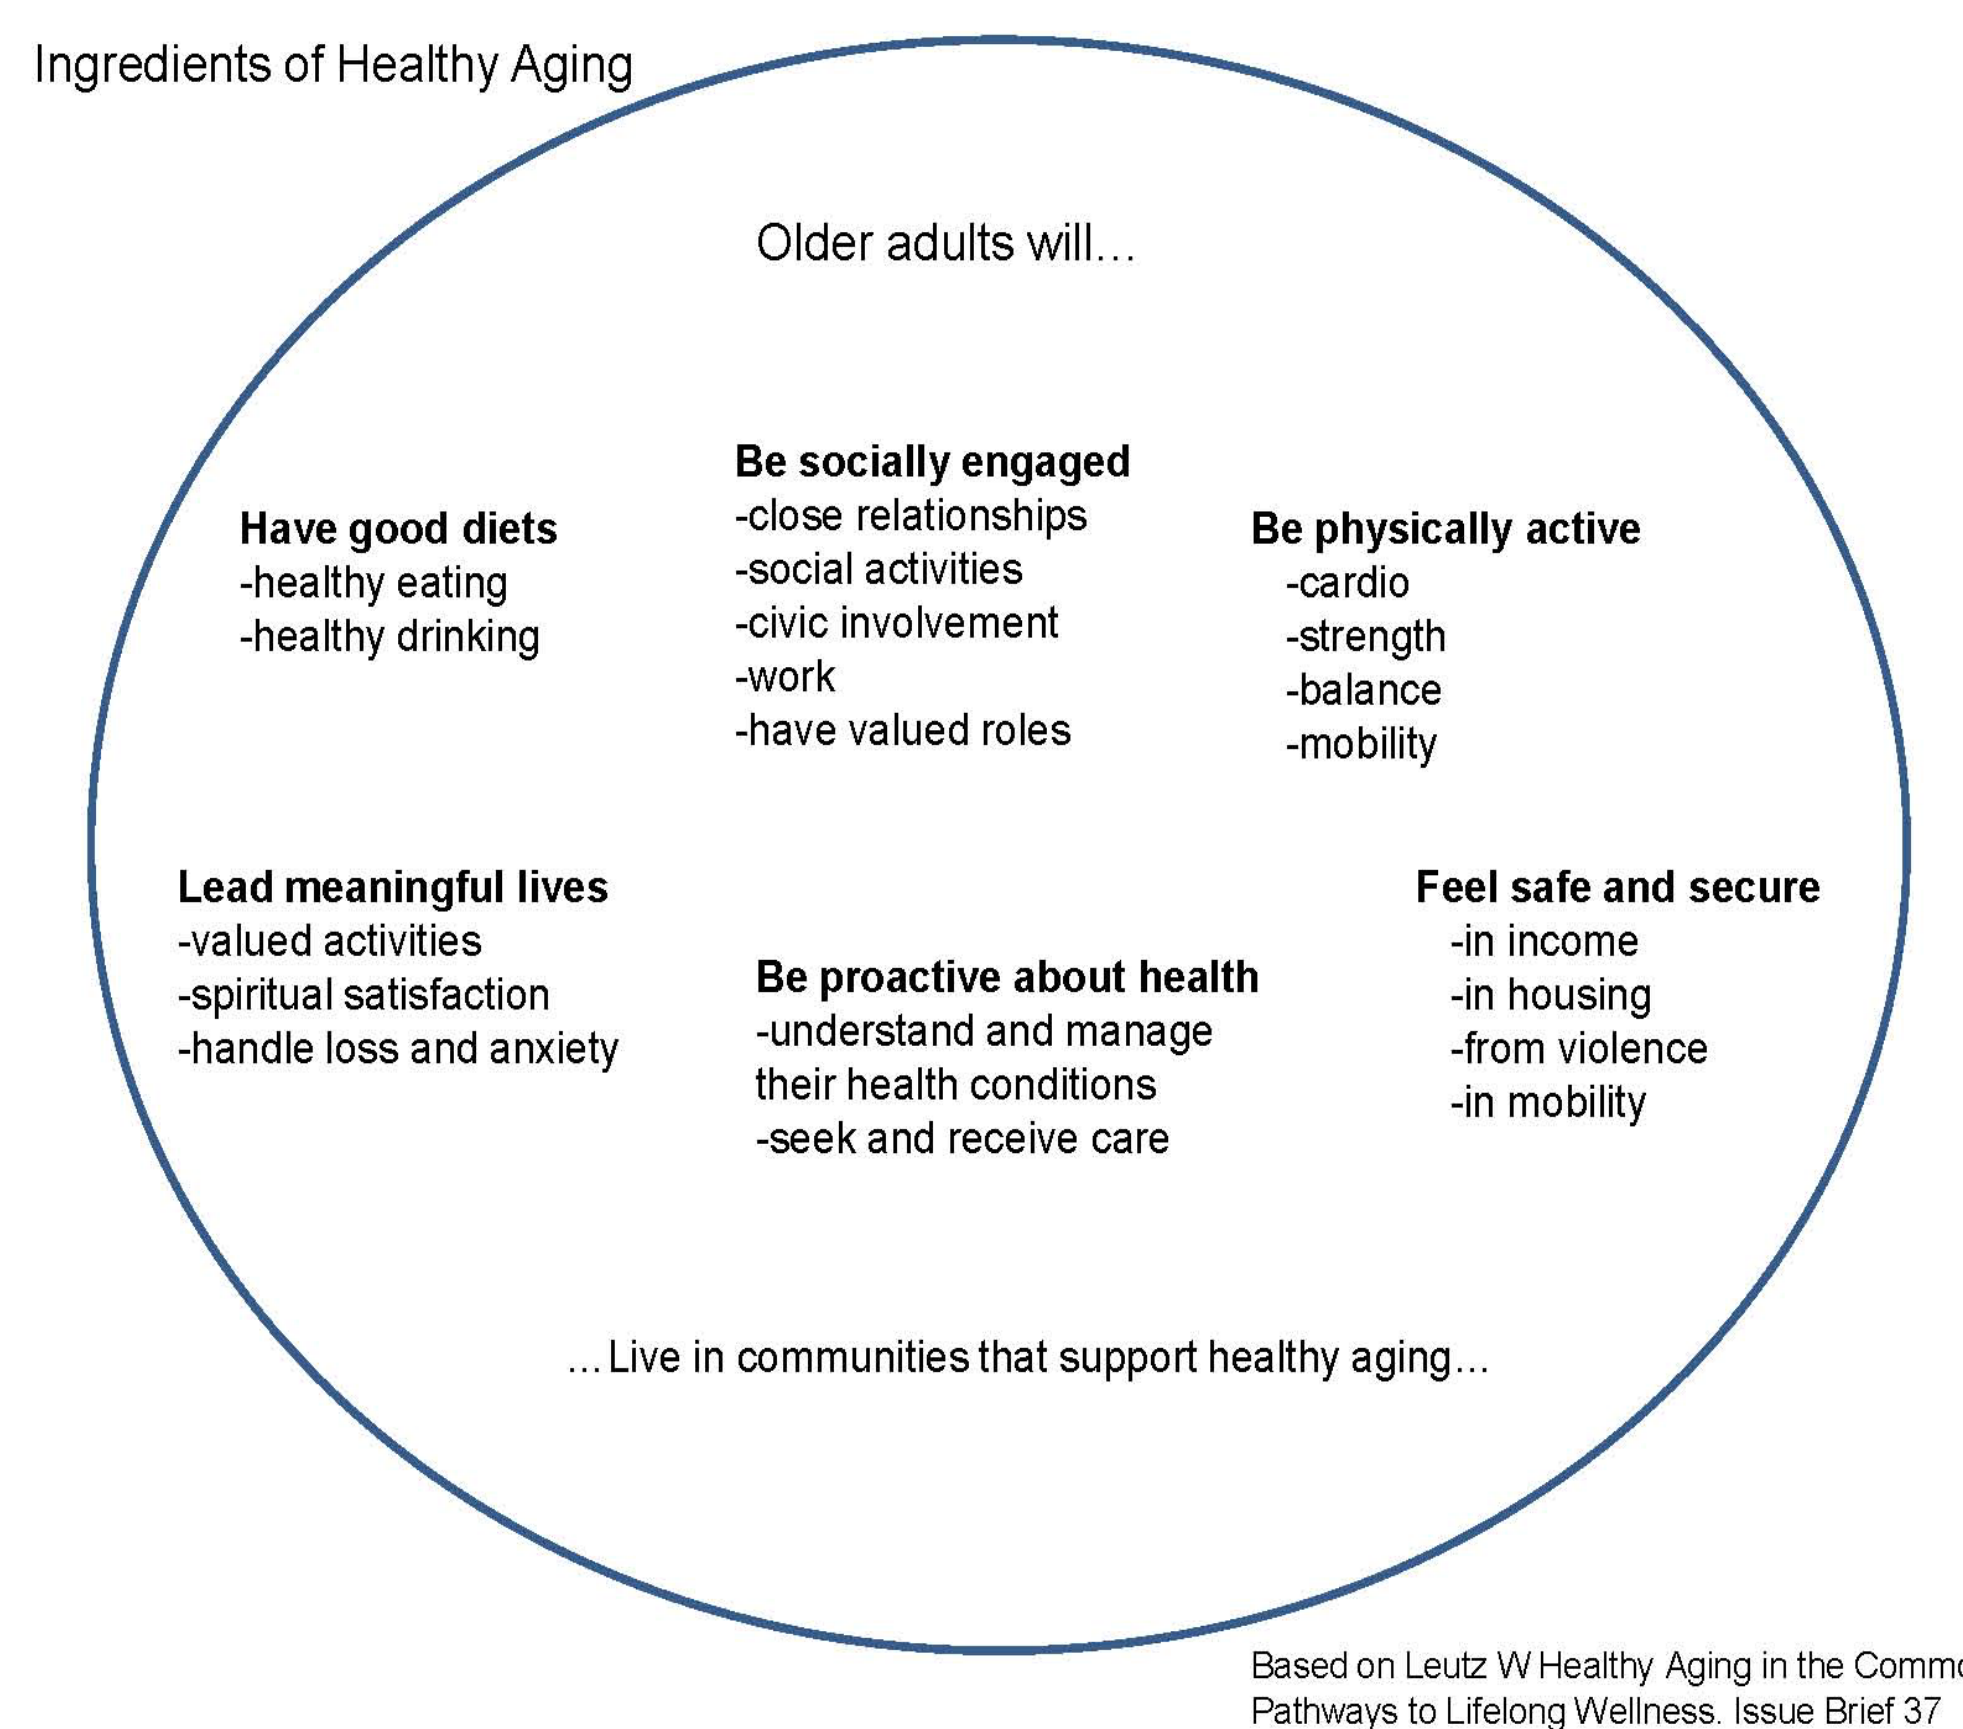 Ingredients of Healthy Aging
Older adults will...
Have good diets
-healthy eating
-healthy drinking
Be socially engaged
-close relationships
-social activities
-civic involvement
-work
-have valued roles
Be physically active
-cardio
-strength
-balance
-mobility
Lead meaningful lives
-valued activities
-spiritual satisfaction
-handle loss and anxiety
Be proactive about health
-understand and manage
their health conditions
-seek and receive care
Feel safe and secure
-in income
-in housing
-from violence
-in mobility
...Live in communities that support healthy aging...
Based on Leutz W Healthy Aging in the
Pathways to Lifelong Wellness. Issue Brief 37